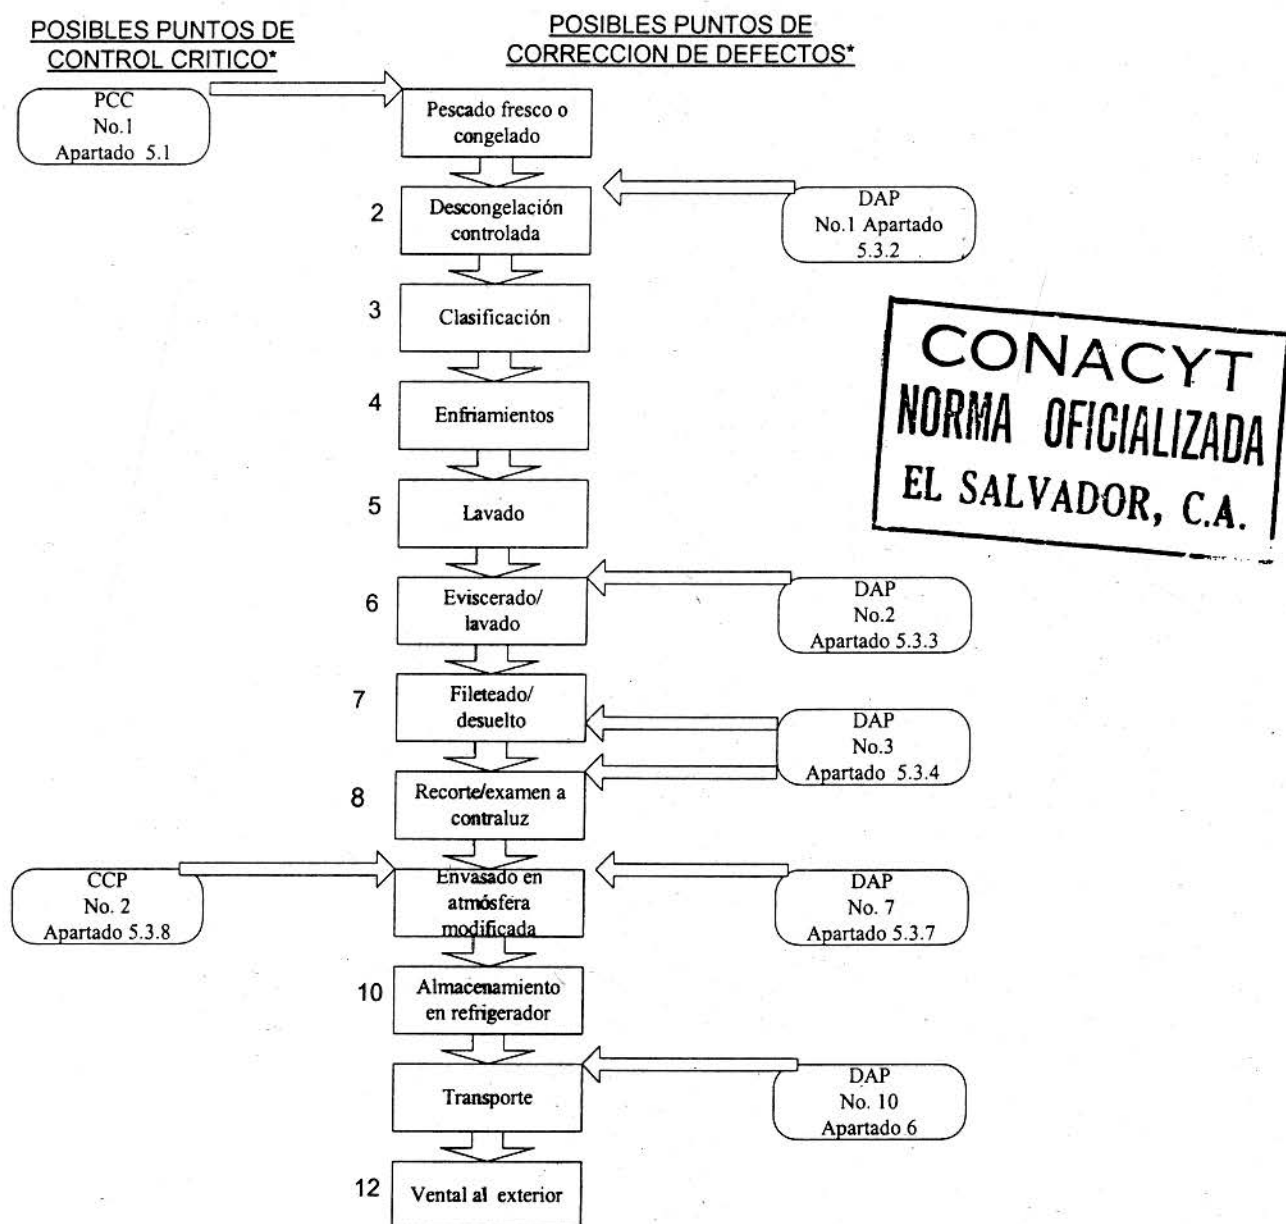 POSIBLES PUNTOS DE
CONTROL CRITICO*
POSIBLES PUNTOS DE
CORRECCION DE DEFECTOS*
PCC
No.1
Apartado 5.1
Pescado fresco o
congelado
2
Descongelación
controlada
DAP
No.1 Apartado
5.3.2
3
Clasificación
CONACYT
NORMA OFICIALIZADA
EL SALVADOR, C.A.
4
Enfriamientos
5
Lavado
6
Eviscerado/
lavado
DAP
No.2
Apartado 5.3.3
7
Fileteado/
desuelto
DAP
No.3
Apartado 5.3.4
8
Recorte/examen a
contraluz
CCP
No. 2
Apartado 5.3.8
Envasado en
atmósfera
modificada
DAP
No. 7
Apartado 5.3.7
10
Almacenamiento
en refrigerador
Transporte
DAP
No. 10
Apartado 6
12
Vental al exterior